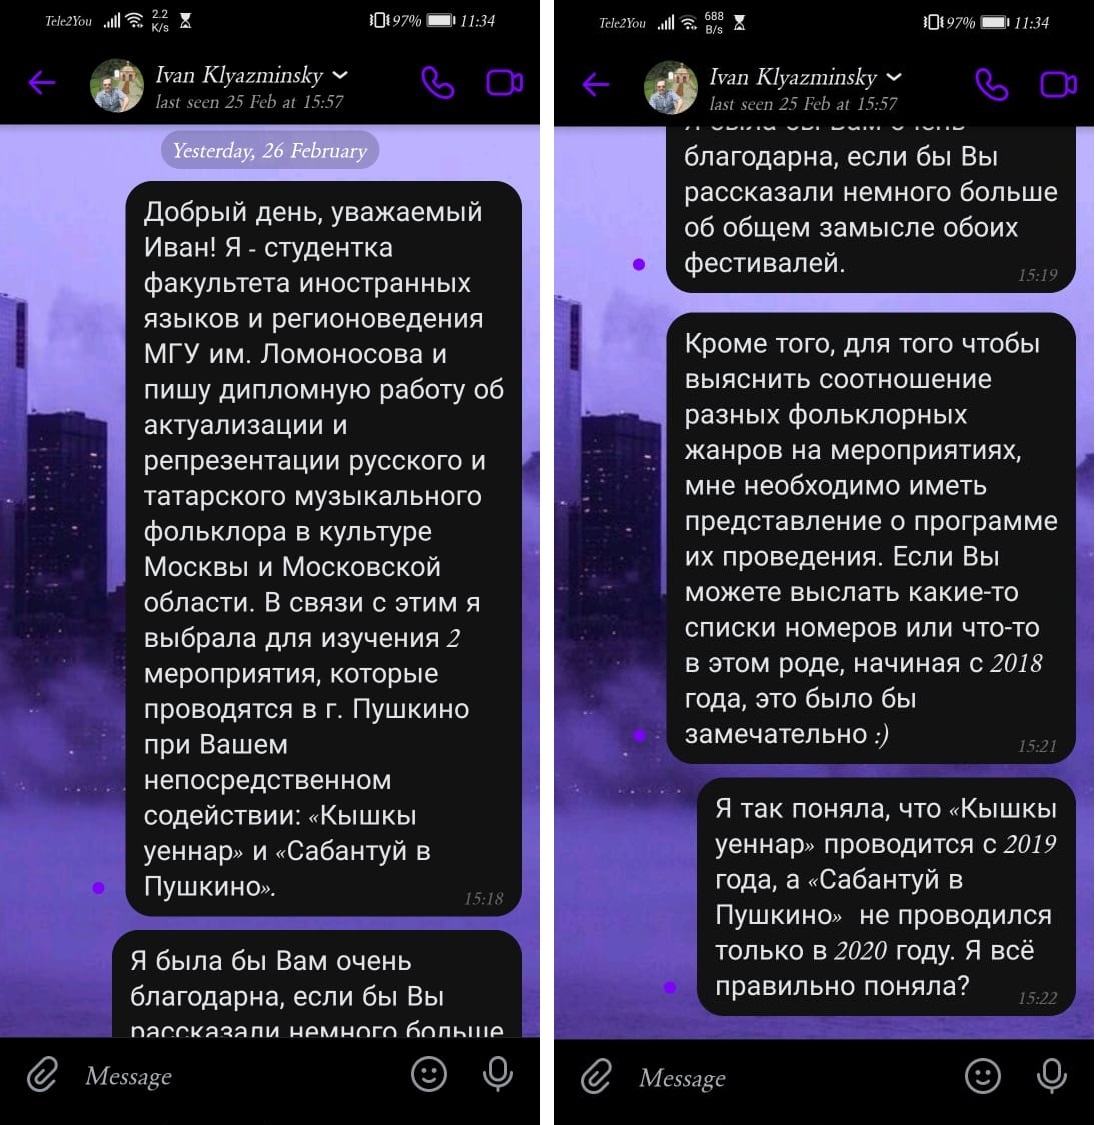 Tele2You 2.2 K/s 97% 11:34
Ivan Klyazminsky
last seen 25 Feb at 15:57
Yesterday, 26 February
Добрый день, уважаемый
Иван! Я - студентка
факультета иностранных
языков и регионоведения
МГУ им. Ломоносова и
пишу дипломную работу об
актуализации и
репрезентации русского и
татарского музыкального
фольклора в культуре
Москвы и Московской
области. В связи с этим я
выбрала для изучения 2
мероприятия, которые
проводятся в г. Пушкино
при Вашем
непосредственном
содействии: «Кышкы
уеннар» и «Сабантуй в
Пушкино».
15:18
Я была бы Вам очень
благодарна, если бы Вы
рассказали немного больше
Message
Tele2You 688 B/s 97% 11:34
Ivan Klyazminsky
last seen 25 Feb at 15:57
Я была бы Вам очень
благодарна, если бы Вы
рассказали немного больше
об общем замысле обоих
фестивалей.
15:19
Кроме того, для того чтобы
выяснить соотношение
разных фольклорных
жанров на мероприятиях,
мне необходимо иметь
представление о программе
их проведения. Если Вы
можете выслать какие-то
списки номеров или что-то
в этом роде, начиная с 2018
года, это было бы
замечательно :)
15:21
Я так поняла, что «Кышкы
уеннар» проводится с 2019
года, а «Сабантуй в
Пушкино» не проводился
только в 2020 году. Я всё
правильно поняла?
15:22
Message